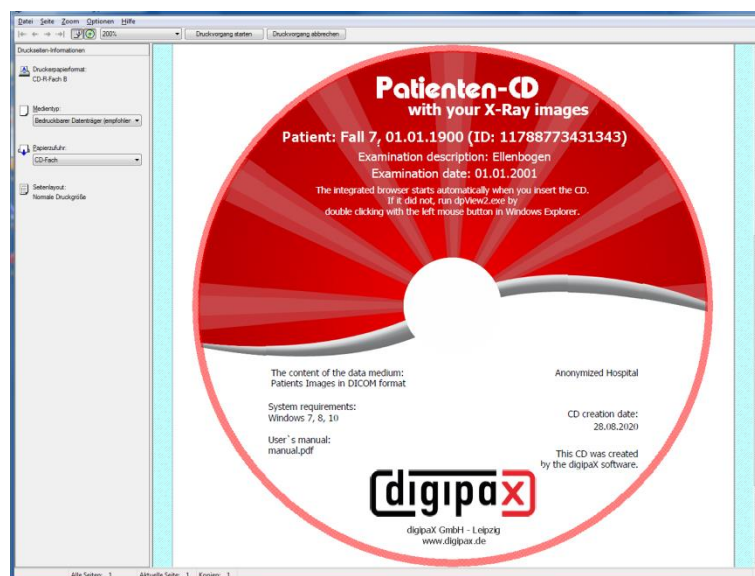 Datei Seite Zoom Optionen Hilfe
200%
Druckvorgang starten
Druckvorgang abbrechen
Druckseiten-Informationen
Druckerpapierformat:
CD-R-Fach B
Medientyp:
Bedruckbarer Datenträger (empfohlen
Papierzufuhr:
CD-Fach
Seitenlayout:
Normale Druckgröße
Patienten-CD
with your X-Ray images
Patient: Fall 7, 01.01.1900 (ID: 11788773431343)
Examination description: Ellenbogen
Examination date: 01.01.2001
The integrated browser starts automatically when you insert the CD.
If it did not, run dpView2.exe by
double clicking with the left mouse button in Windows Explorer.
The content of the data medium:
Patients Images in DICOM format
System requirements:
Windows 7, 8, 10
User`s manual:
manual.pdf
Anonymized Hospital
CD creation date:
28.08.2020
This CD was created
by the digipaX software.
digipax
digipaX GmbH - Leipzig
www.digipax.de
Alle Seiten: 1 Aktuelle Seite: 1 Kopien: 1